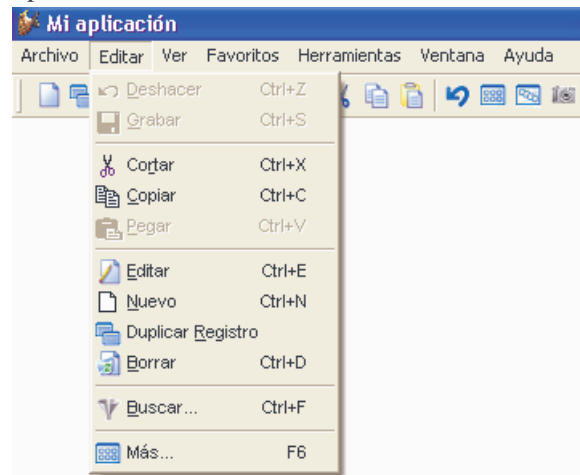 Mi aplicación
Archivo Editar Ver Favoritos Herramientas Ventana Ayuda
Deshacer Ctrl+Z
Grabar Ctrl+S
Cortar Ctrl+X
Copiar Ctrl+C
Pegar Ctrl+V
Editar Ctrl+E
Nuevo Ctrl+N
Duplicar Registro
Borrar Ctrl+D
Buscar... Ctrl+F
Más... F6